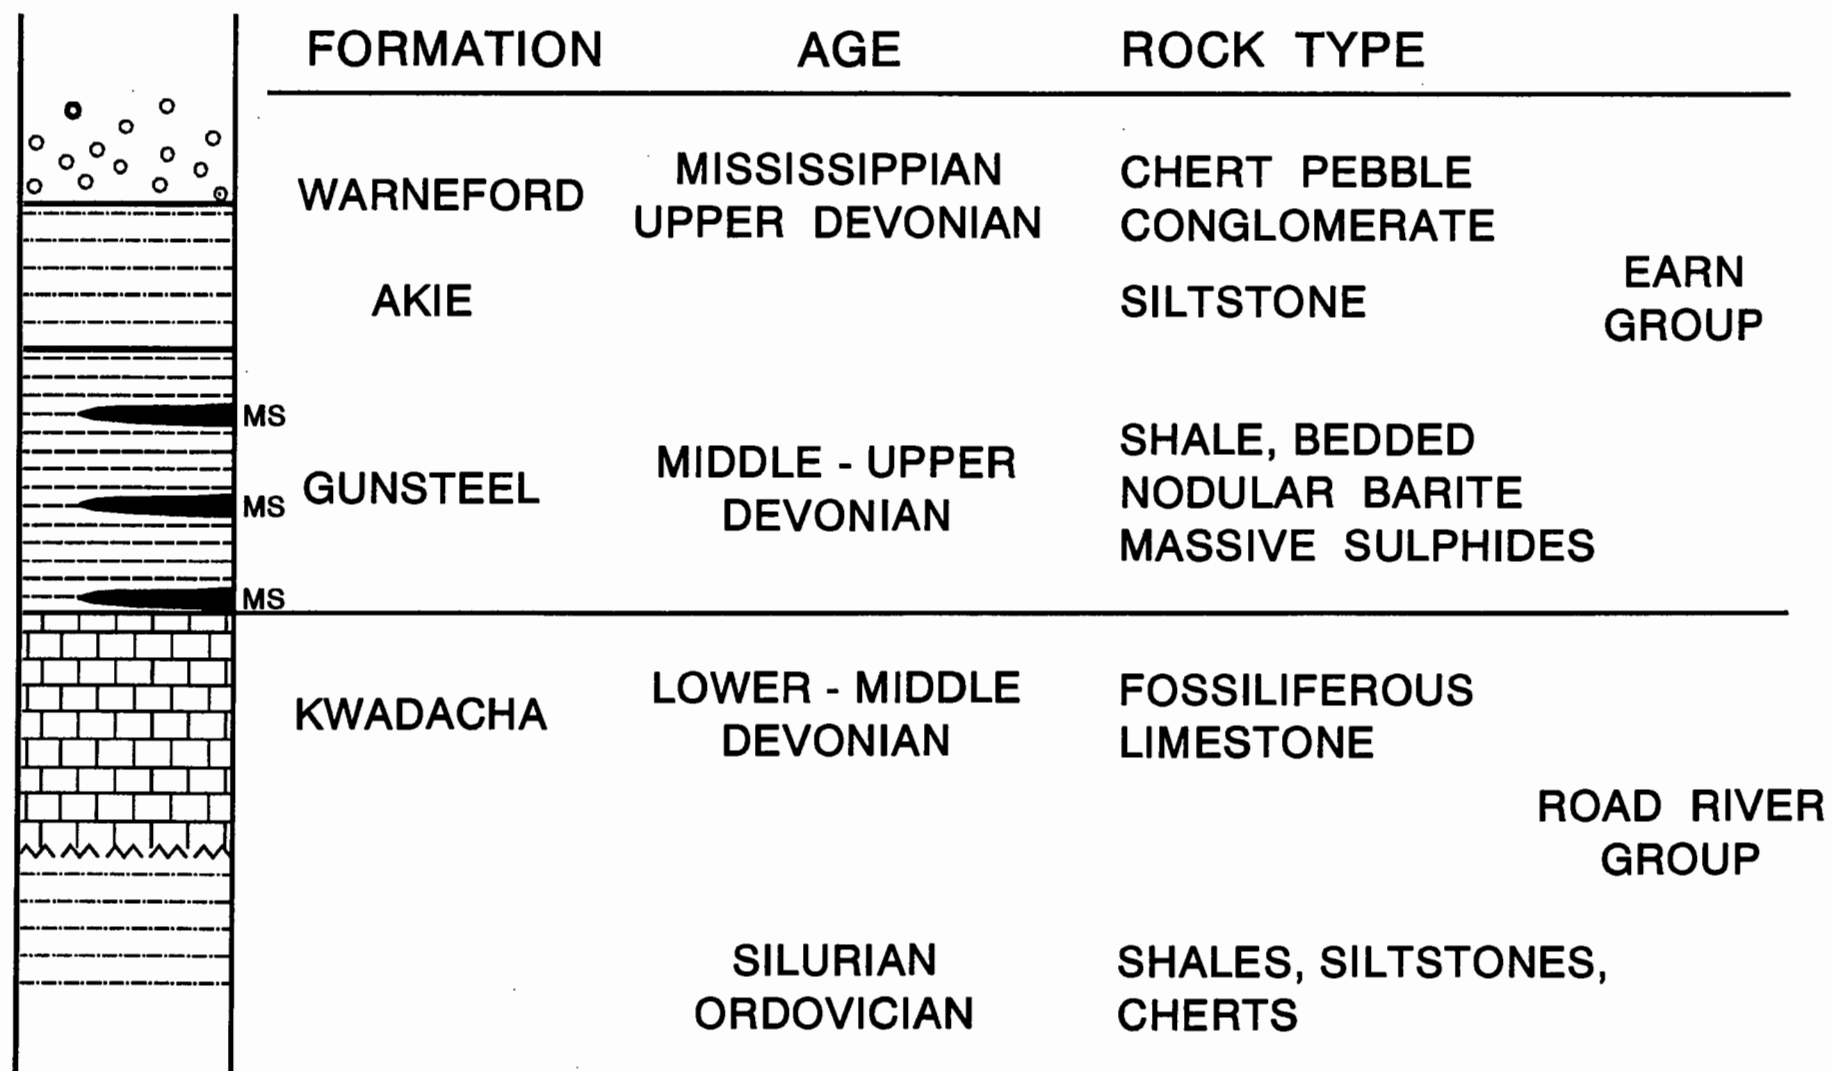 FORMATION AGE ROCK TYPE
WARNEFORD
MISSISSIPPIAN
UPPER DEVONIAN
CHERT PEBBLE
CONGLOMERATE
AKIE
SILTSTONE
EARN
GROUP
MS
MS
MS
GUNSTEEL
MIDDLE - UPPER
DEVONIAN
SHALE, BEDDED
NODULAR BARITE
MASSIVE SULPHIDES
KWADACHA
LOWER - MIDDLE
DEVONIAN
FOSSILIFEROUS
LIMESTONE
ROAD RIVER
GROUP
SILURIAN
ORDOVICIAN
SHALES, SILTSTONES,
CHERTS